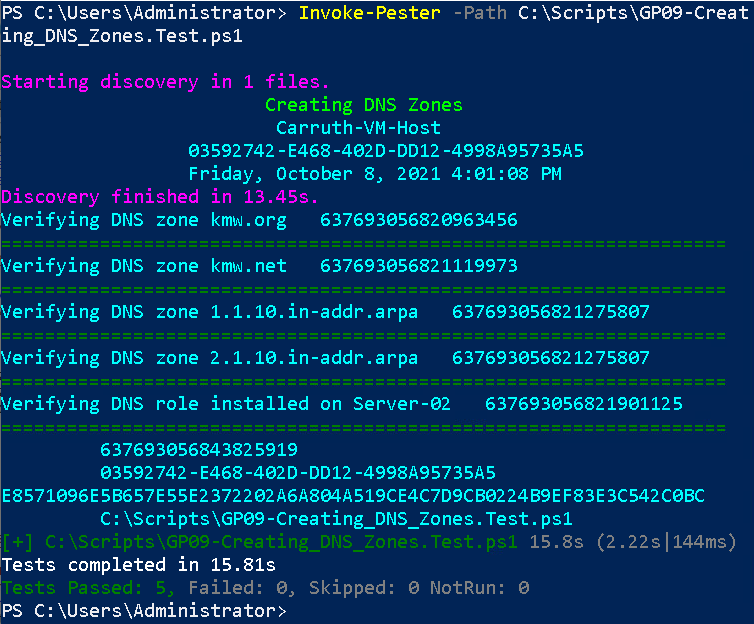 PS C:\Users\Administrator> Invoke-Pester -Path C:\Scripts\GP09-Creat
ing_DNS_Zones.Test.ps1
Starting discovery in 1 files.
Creating DNS Zones
Carruth-VM-Host
03592742-E468-402D-DD12-4998A95735A5
Friday, October 8, 2021 4:01:08 PM
Discovery finished in 13.45s.
Verifying DNS zone kmw.org   637693056820963456
==================================================================
Verifying DNS zone kmw.net   637693056821119973
==================================================================
Verifying DNS zone 1.1.10.in-addr.arpa   637693056821275807
==================================================================
Verifying DNS zone 2.1.10.in-addr.arpa   637693056821275807
==================================================================
Verifying DNS role installed on Server-02   637693056821901125
==================================================================
637693056843825919
03592742-E468-402D-DD12-4998A95735A5
E8571096E5B657E55E2372202A6A804A519CE4C7D9CB0224B9EF83E3C542C0BC
C:\Scripts\GP09-Creating_DNS_Zones.Test.ps1
[+] C:\Scripts\GP09-Creating_DNS_Zones.Test.ps1 15.8s (2.22s|144ms)
Tests completed in 15.81s
Tests Passed: 5, Failed: 0, Skipped: 0 NotRun: 0
PS C:\Users\Administrator>